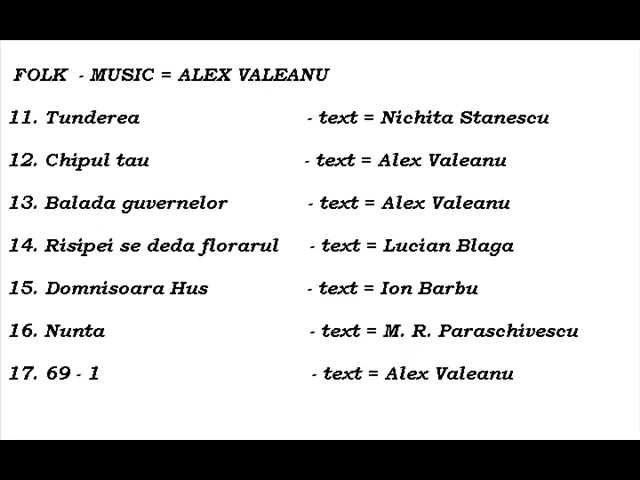 FOLK - MUSIC = ALEX VALEANU
11. Tunderea - text = Nichita Stanescu
12. Chipul tau - text = Alex Valeanu
13. Balada guvernelor - text = Alex Valeanu
14. Risipei se deda florarul - text = Lucian Blaga
15. Domnisoara Hus - text = Ion Barbu
16. Nunta - text = M. R. Paraschivescu
17. 69 - 1 - text = Alex Valeanu